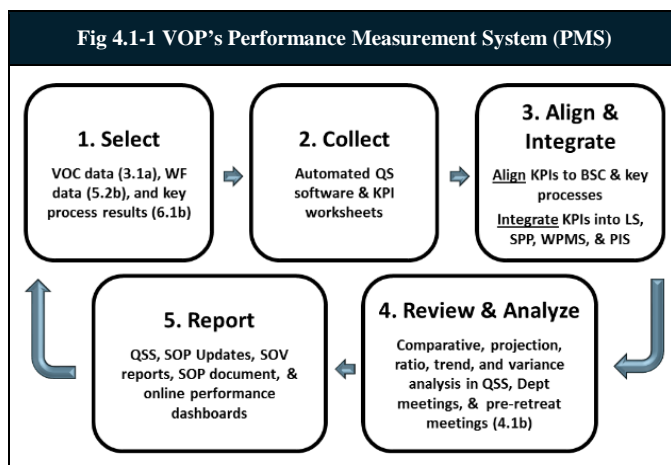 Fig 4.1-1 VOP's Performance Measurement System (PMS)
1. Select
VOC data (3.1a), WF
data (5.2b), and key
process results (6.1b)
2. Collect
Automated QS
software & KPI
worksheets
3. Align &
Integrate
Align KPIs to BSC & key
processes
Integrate KPIs into LS,
SPP, WPMS, & PIS
4. Review & Analyze
Comparative, projection,
ratio, trend, and variance
analysis in QSS, Dept
meetings, & pre-retreat
meetings (4.1b)
5. Report
QSS, SOP Updates, SOV
reports, SOP document, &
online performance
dashboards